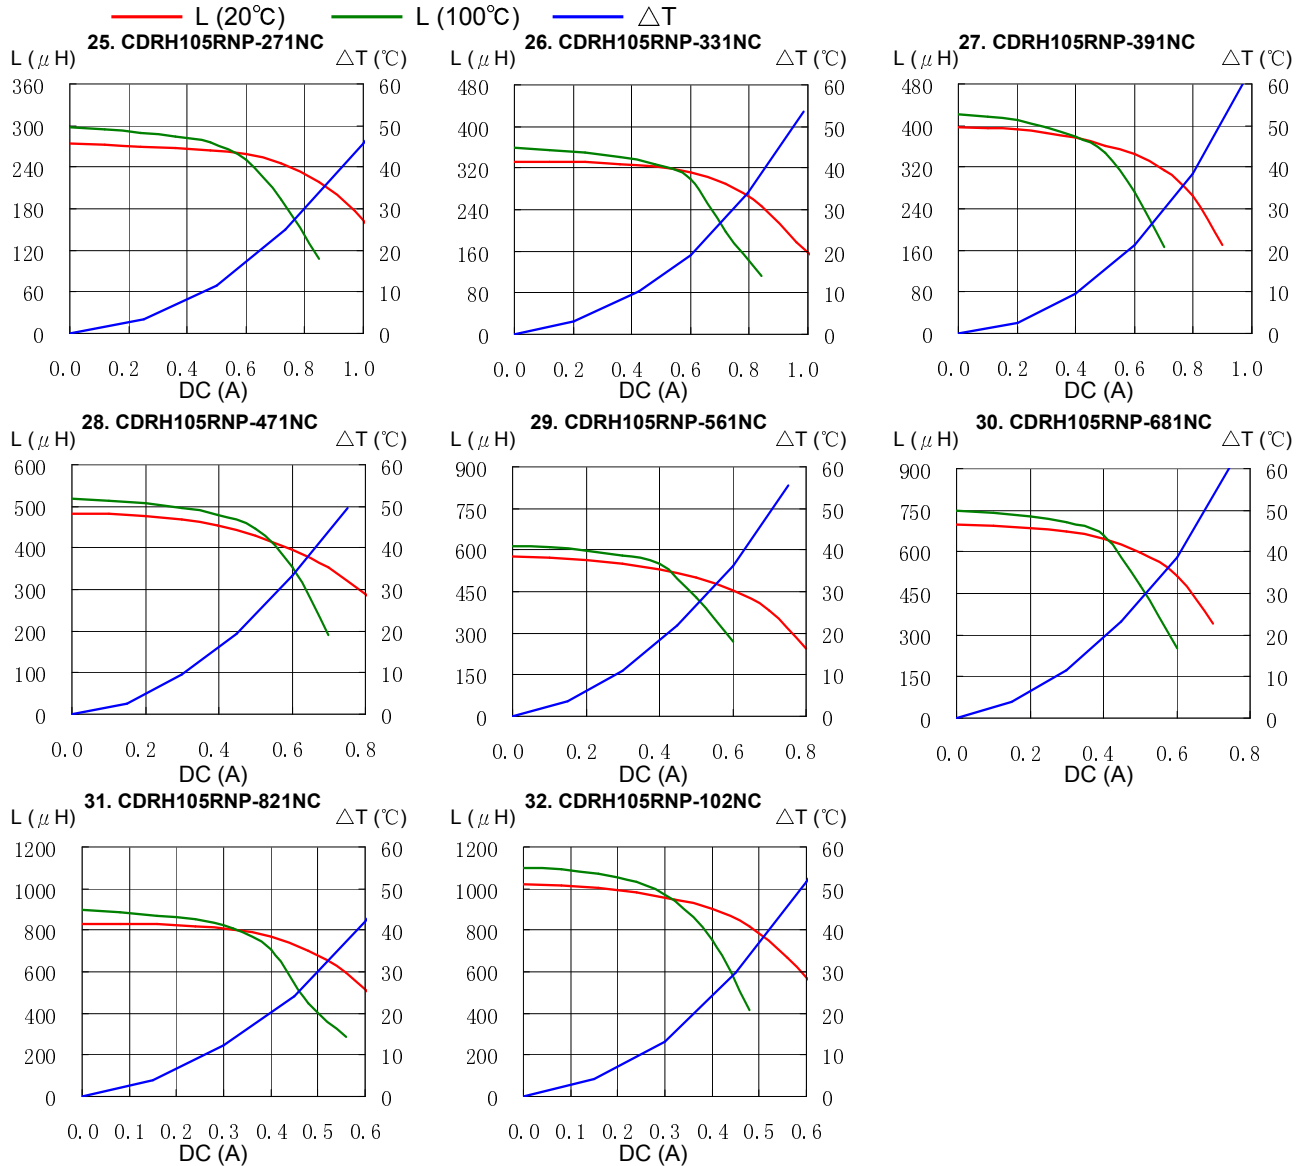 L (20℃) L (100℃) △T
25. CDRH105RNP-271NC
L (μH) △T (℃)
360 60
300 50
240 40
180 30
120 20
60 10
0 0
0.0 0.2 0.4 0.6 0.8 1.0
DC (A)
26. CDRH105RNP-331NC
L (μH) △T (℃)
480 60
400 50
320 40
240 30
160 20
80 10
0 0
0.0 0.2 0.4 0.6 0.8 1.0
DC (A)
27. CDRH105RNP-391NC
L (μH) △T (℃)
480 60
400 50
320 40
240 30
160 20
80 10
0 0
0.0 0.2 0.4 0.6 0.8 1.0
DC (A)
28. CDRH105RNP-471NC
L (μH) △T (℃)
600 60
500 50
400 40
300 30
200 20
100 10
0 0
0.0 0.2 0.4 0.6 0.8
DC (A)
29. CDRH105RNP-561NC
L (μH) △T (℃)
900 60
750 50
600 40
450 30
300 20
150 10
0 0
0.0 0.2 0.4 0.6 0.8
DC (A)
30. CDRH105RNP-681NC
L (μH) △T (℃)
900 60
750 50
600 40
450 30
300 20
150 10
0 0
0.0 0.2 0.4 0.6 0.8
DC (A)
31. CDRH105RNP-821NC
L (μH) △T (℃)
1200 60
1000 50
800 40
600 30
400 20
200 10
0 0
0.0 0.1 0.2 0.3 0.4 0.5 0.6
DC (A)
32. CDRH105RNP-102NC
L (μH) △T (℃)
1200 60
1000 50
800 40
600 30
400 20
200 10
0 0
0.0 0.1 0.2 0.3 0.4 0.5 0.6
DC (A)